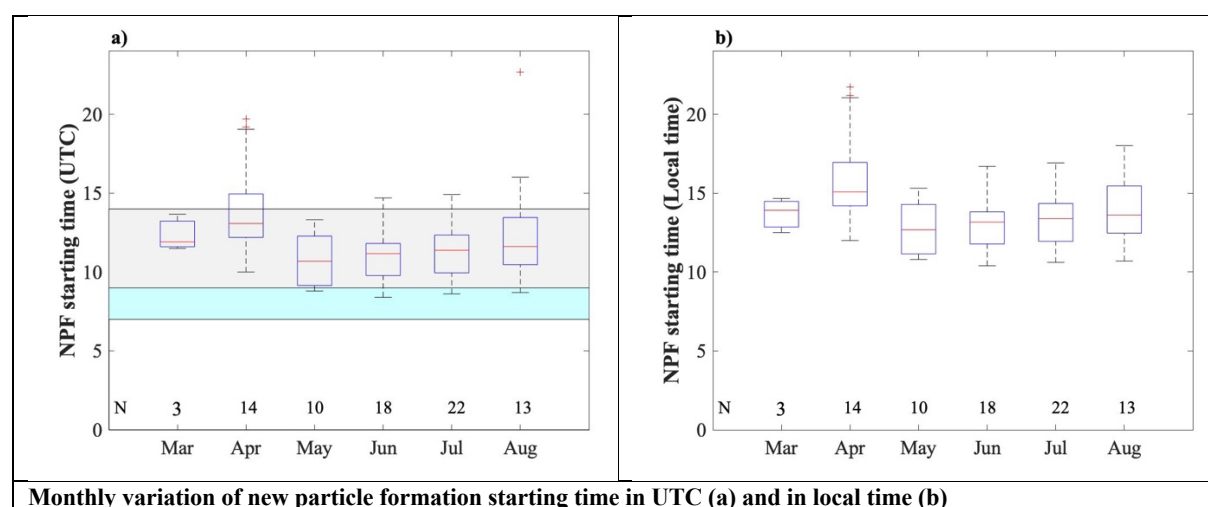 a)
NPF starting time (UTC)
20
15
10
5
0
N 3 14 10 18 22 13
Mar Apr May Jun Jul Aug
b)
NPF starting time (Local time)
20
15
10
5
0
N 3 14 10 18 22 13
Mar Apr May Jun Jul Aug
Monthly variation of new particle formation starting time in UTC (a) and in local time (b)